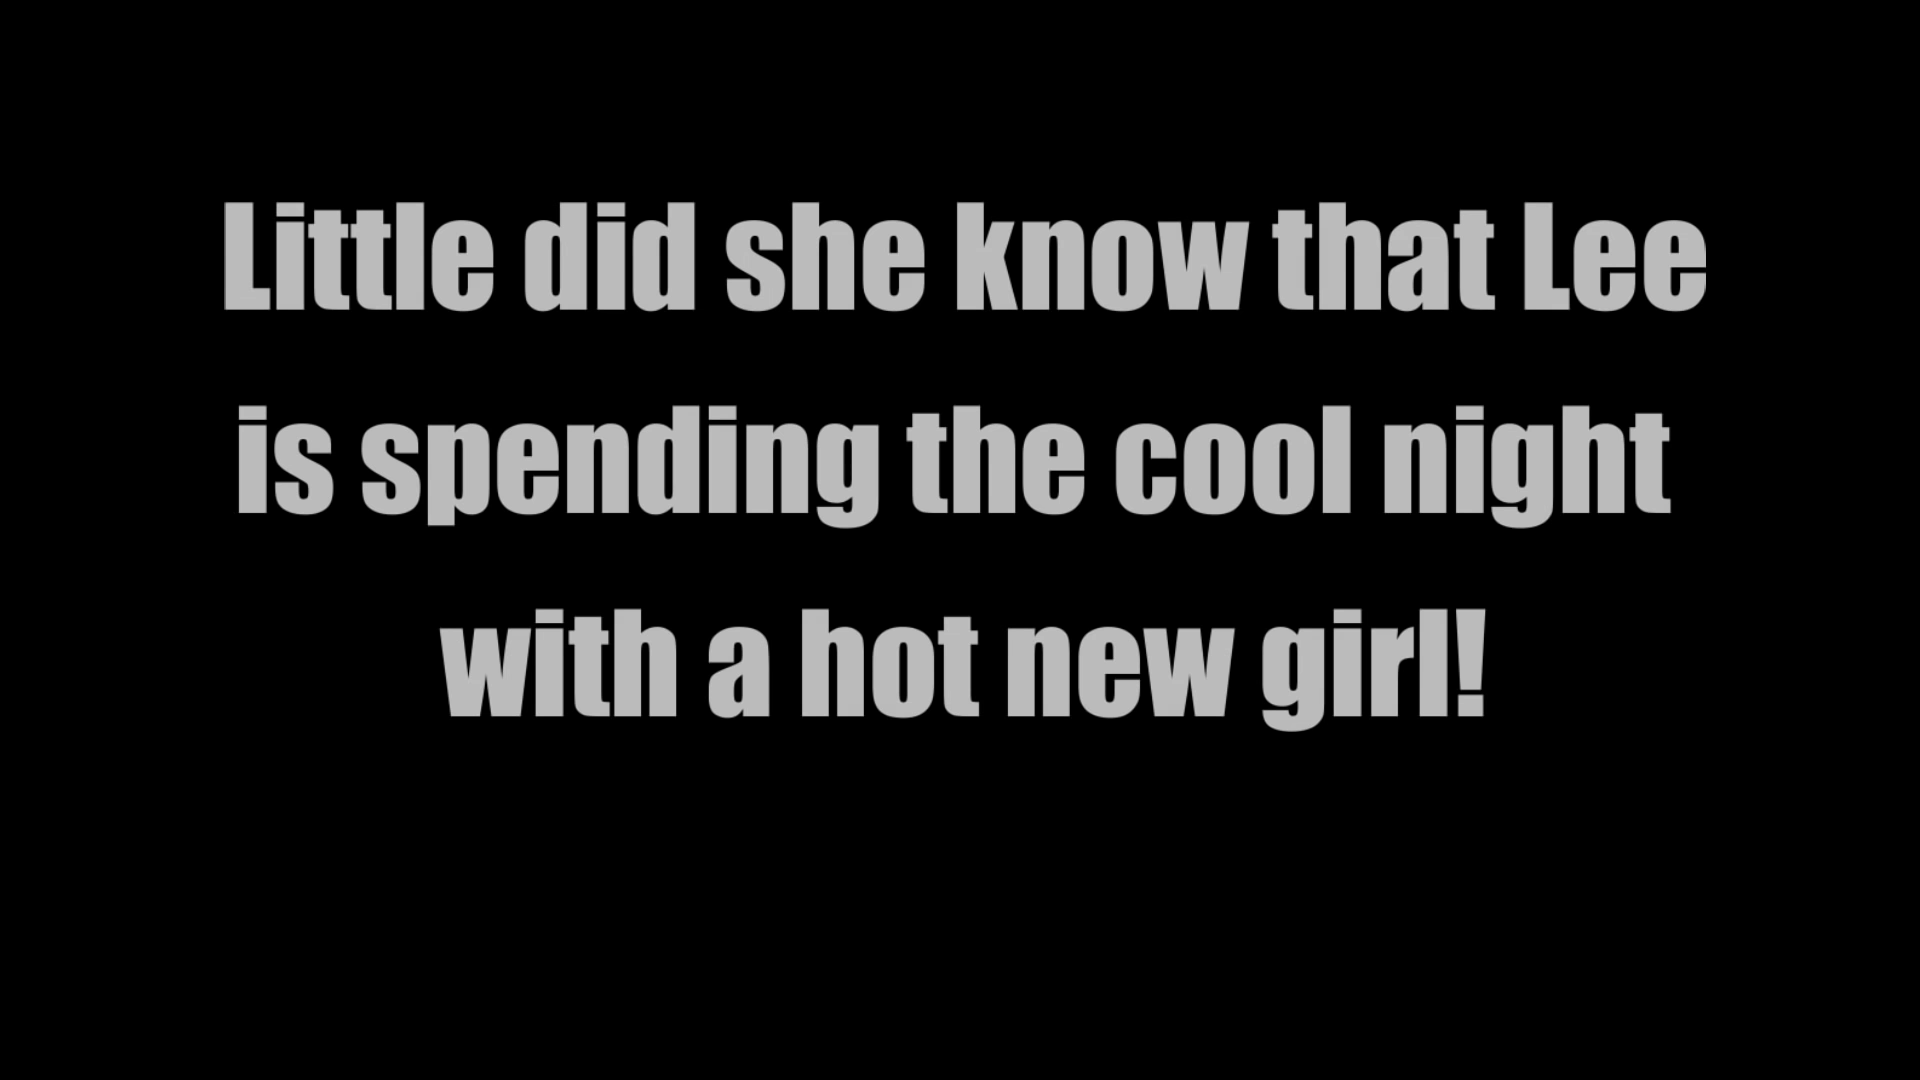 Little did she know that Lee
is spending the cool night
with a hot new girl!